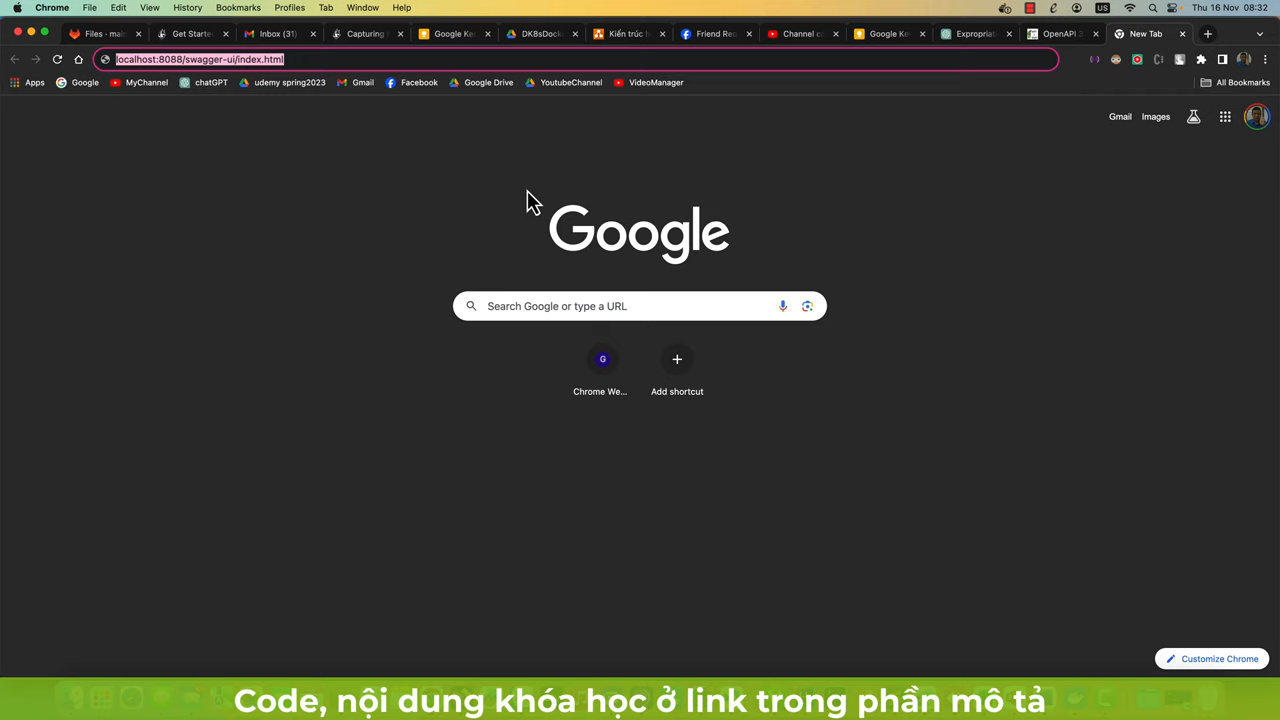 Chrome File Edit View History Bookmarks Profiles Tab Window Help US Thu 16 Nov 08:32
Files - main Get Starte Inbox (31) Capturing Google Ke DK8sDock Kiến trúc Friend Req Channel co Google Ke Expropriat OpenAPI 3 New Tab
localhost:8088/swagger-ui/index.html
Apps Google MyChannel chatGPT udemy spring2023 Gmail Facebook Google Drive YoutubeChannel VideoManager All Bookmarks
Gmail Images
Google
Search Google or type a URL
G
Chrome We... Add shortcut
Customize Chrome
Code, nội dung khóa học ở link trong phần mô tả